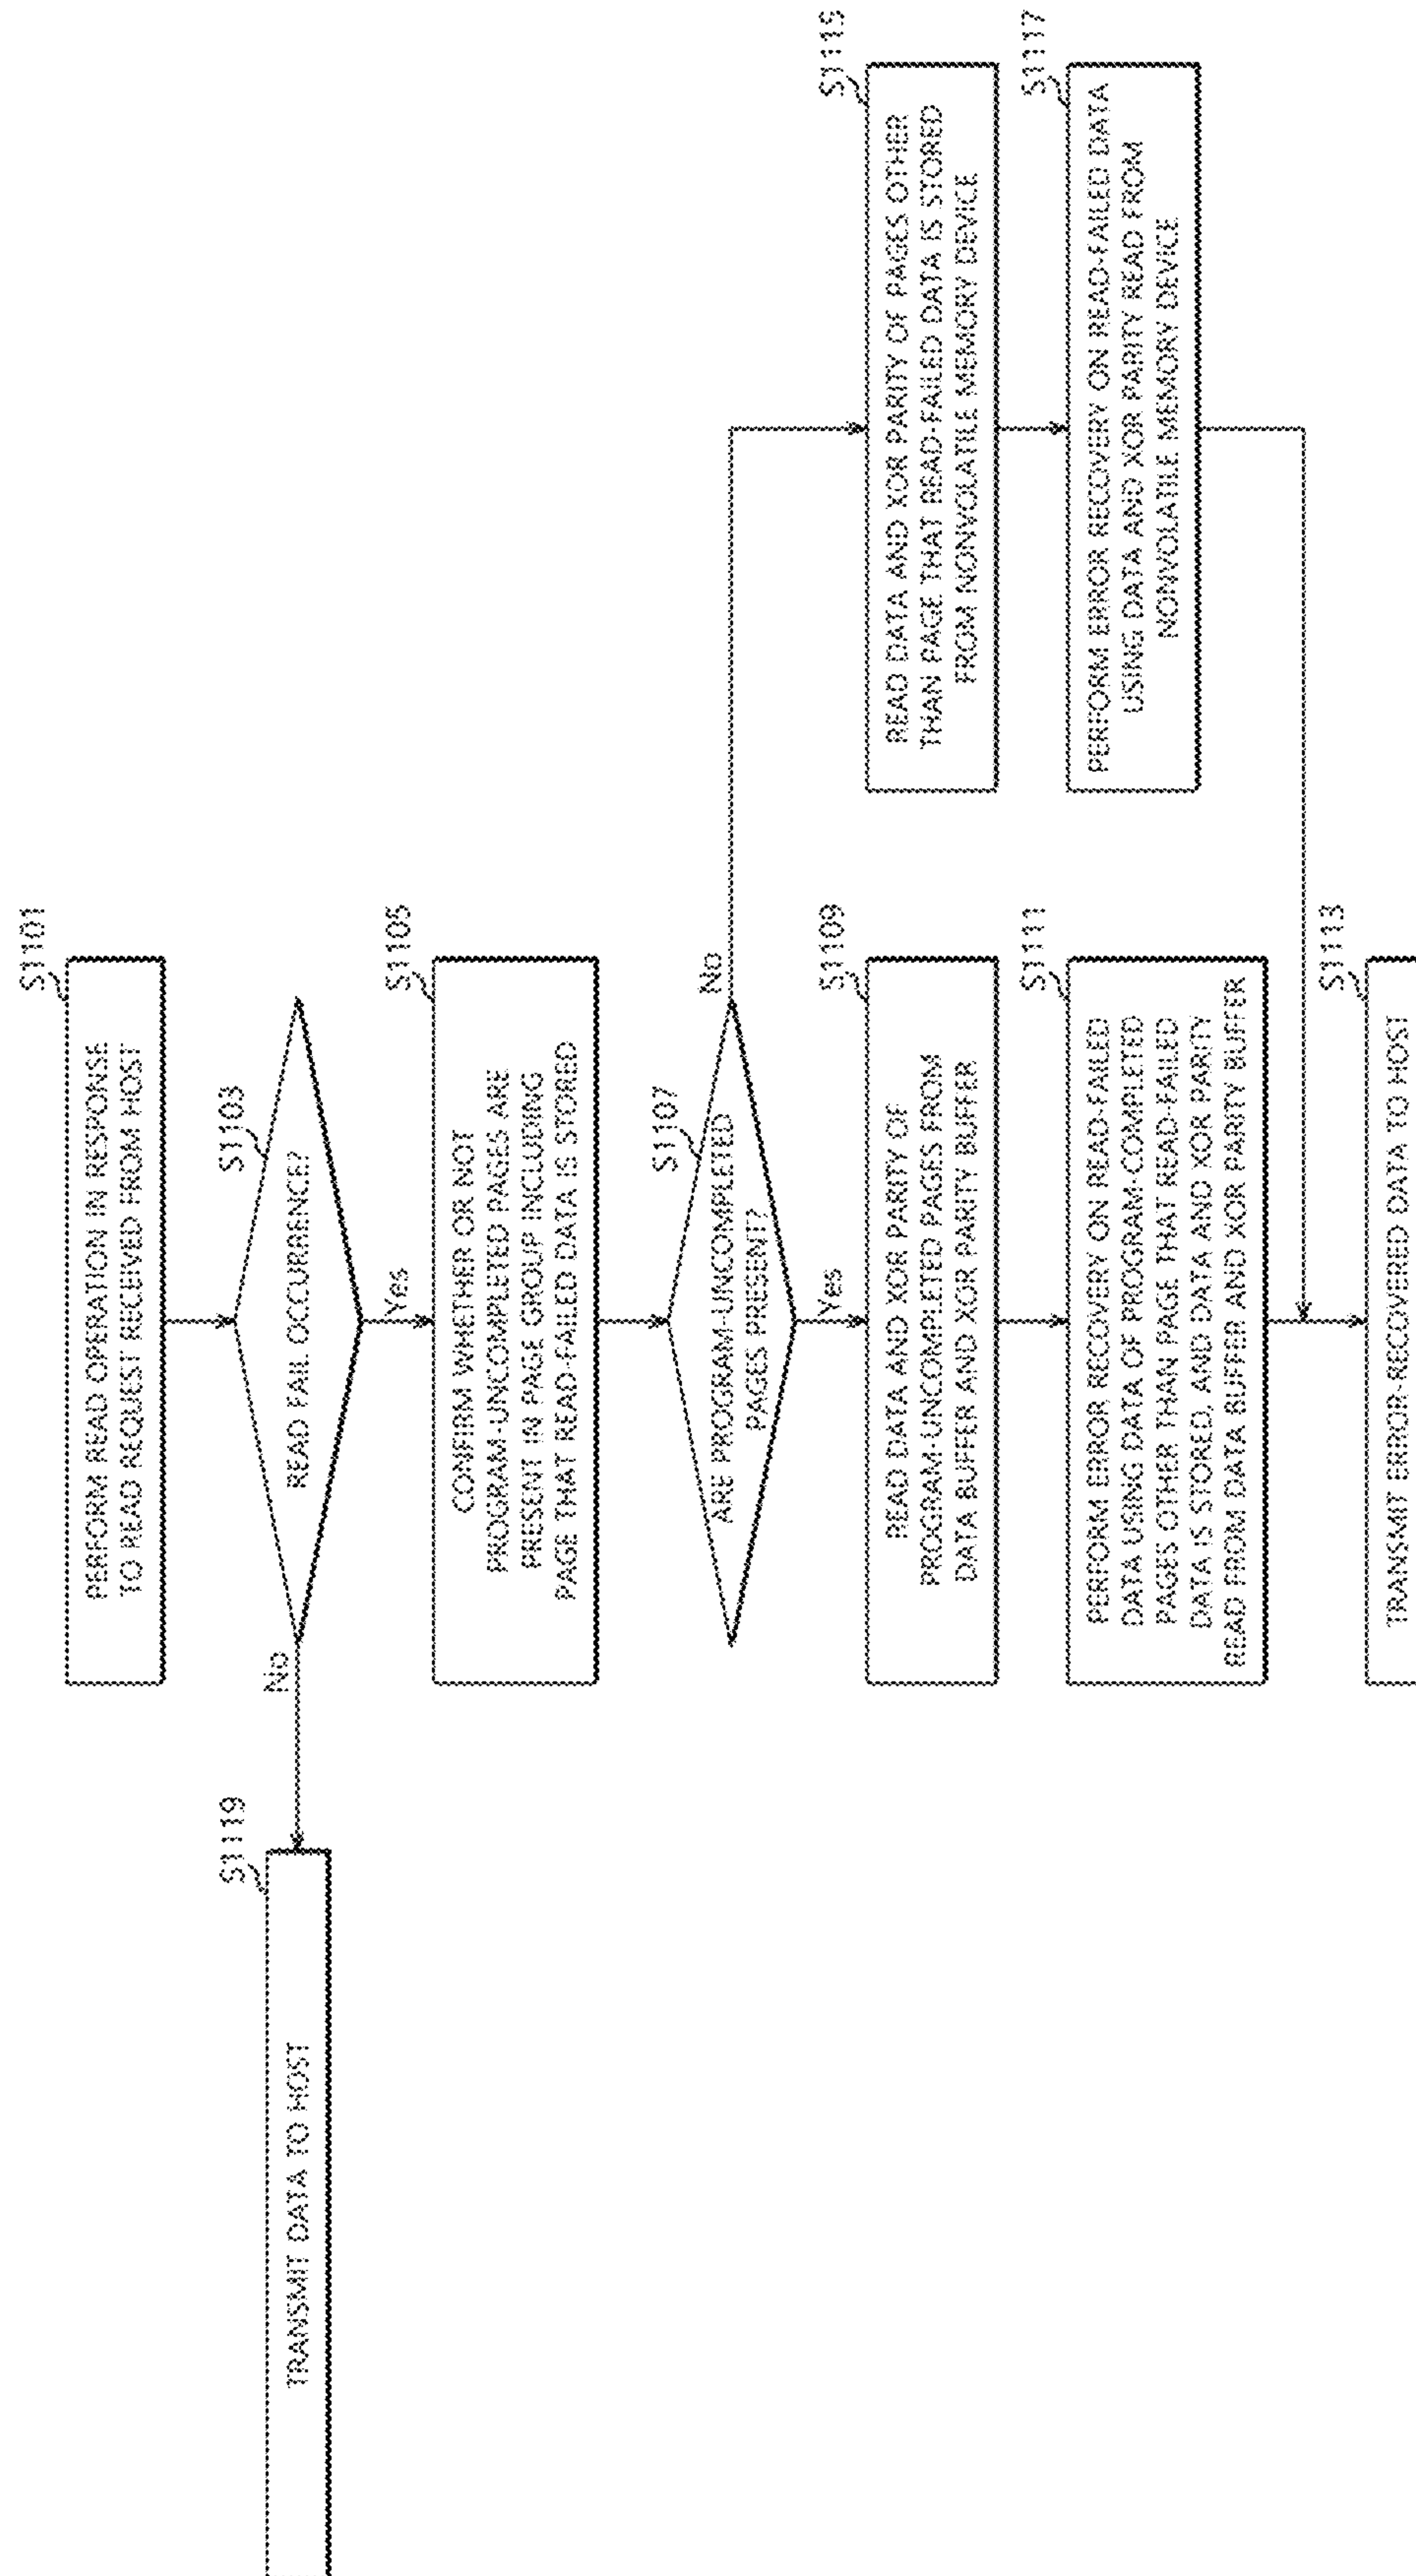 S1101
PERFORM READ OPERATION IN RESPONSE
TO READ REQUEST RECEIVED FROM HOST
S1103
READ FAIL OCCURRENCE?
No
S1119
TRANSMIT DATA TO HOST
Yes
S1105
CONFIRM WHETHER OR NOT
PROGRAM-UNCOMPLETED PAGES ARE
PRESENT IN PAGE GROUP INCLUDING
PAGE THAT READ-FAILED DATA IS STORED
S1107
ARE PROGRAM-UNCOMPLETED
PAGES PRESENT?
No
Yes
S1109
READ DATA AND XOR PARITY OF
PROGRAM-UNCOMPLETED PAGES FROM
DATA BUFFER AND XOR PARITY BUFFER
S1115
READ DATA AND XOR PARITY OF PAGES OTHER
THAN PAGE THAT READ-FAILED DATA IS STORED
FROM NONVOLATILE MEMORY DEVICE
S1111
PERFORM ERROR RECOVERY ON READ-FAILED
DATA USING DATA OF PROGRAM-COMPLETED
PAGES OTHER THAN PAGE THAT READ-FAILED
DATA IS STORED, AND DATA AND XOR PARITY
READ FROM DATA BUFFER AND XOR PARITY BUFFER
S1117
PERFORM ERROR RECOVERY ON READ-FAILED DATA
USING DATA AND XOR PARITY READ FROM
NONVOLATILE MEMORY DEVICE
S1113
TRANSMIT ERROR-RECOVERED DATA TO HOST